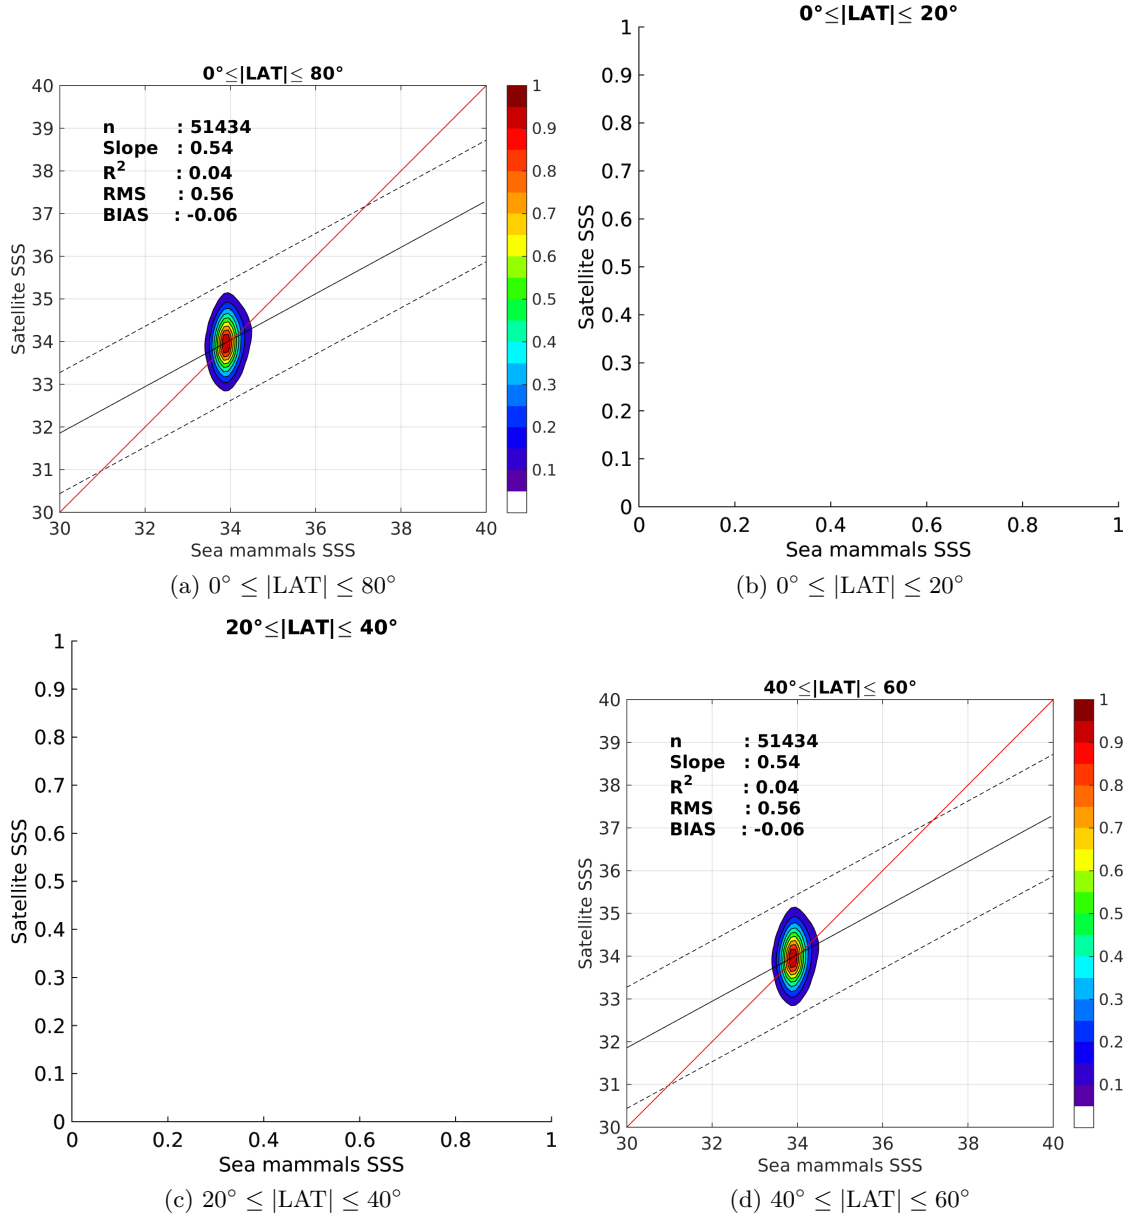 0°≤|LAT|≤ 80°
40
39
38
37
36
35
34
33
32
31
30
30 32 34 36 38 40
Satellite SSS
Sea mammals SSS
n : 51434
Slope : 0.54
R² : 0.04
RMS : 0.56
BIAS : -0.06
1
0.9
0.8
0.7
0.6
0.5
0.4
0.3
0.2
0.1
(a) 0° ≤ |LAT| ≤ 80°
0°≤|LAT|≤ 20°
1
0.9
0.8
0.7
0.6
0.5
0.4
0.3
0.2
0.1
0
0 0.2 0.4 0.6 0.8 1
Satellite SSS
Sea mammals SSS
(b) 0° ≤ |LAT| ≤ 20°
20°≤|LAT|≤ 40°
1
0.9
0.8
0.7
0.6
0.5
0.4
0.3
0.2
0.1
0
0 0.2 0.4 0.6 0.8 1
Satellite SSS
Sea mammals SSS
(c) 20° ≤ |LAT| ≤ 40°
40°≤|LAT|≤ 60°
40
39
38
37
36
35
34
33
32
31
30
30 32 34 36 38 40
Satellite SSS
Sea mammals SSS
n : 51434
Slope : 0.54
R² : 0.04
RMS : 0.56
BIAS : -0.06
1
0.9
0.8
0.7
0.6
0.5
0.4
0.3
0.2
0.1
(d) 40° ≤ |LAT| ≤ 60°